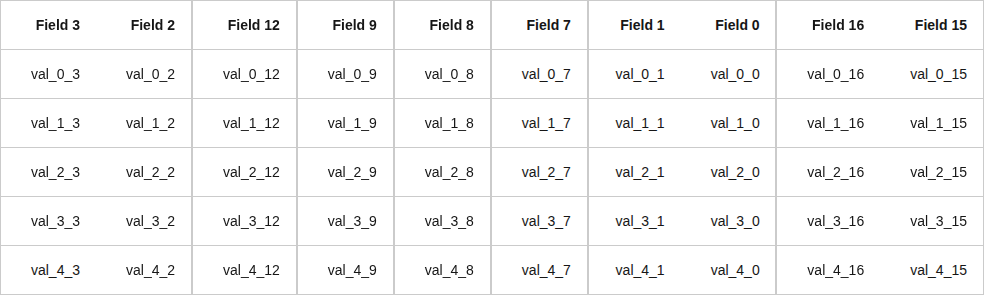 Field 3 Field 2 Field 12 Field 9 Field 8 Field 7 Field 1 Field 0 Field 16 Field 15
val_0_3 val_0_2 val_0_12 val_0_9 val_0_8 val_0_7 val_0_1 val_0_0 val_0_16 val_0_15
val_1_3 val_1_2 val_1_12 val_1_9 val_1_8 val_1_7 val_1_1 val_1_0 val_1_16 val_1_15
val_2_3 val_2_2 val_2_12 val_2_9 val_2_8 val_2_7 val_2_1 val_2_0 val_2_16 val_2_15
val_3_3 val_3_2 val_3_12 val_3_9 val_3_8 val_3_7 val_3_1 val_3_0 val_3_16 val_3_15
val_4_3 val_4_2 val_4_12 val_4_9 val_4_8 val_4_7 val_4_1 val_4_0 val_4_16 val_4_15